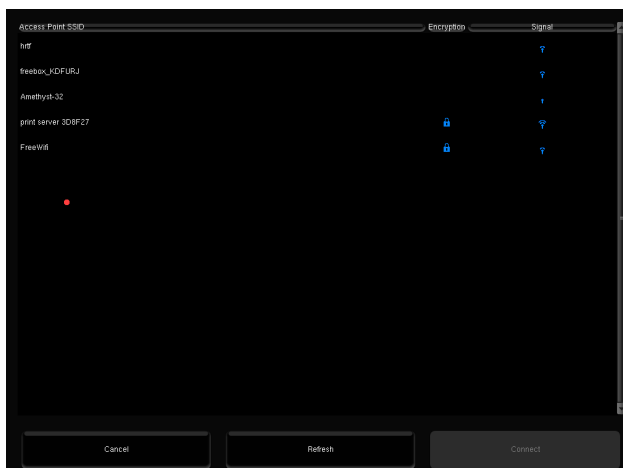 Access Point SSID Encryption Signal
hrtf
freebox_KDFURJ
Amethyst-32
print server 3D8F27
FreeWifi
Cancel Refresh Connect